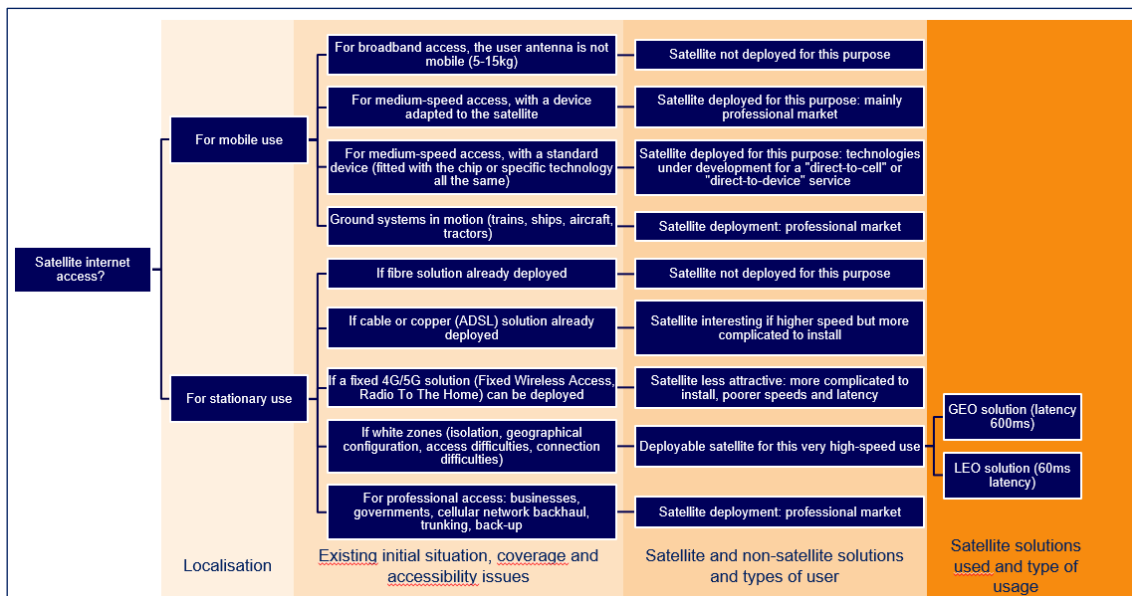 Satellite internet
access?
For mobile use
For stationary use
For broadband access, the user antenna is not
mobile (5-15kg)
For medium-speed access, with a device
adapted to the satellite
For medium-speed access, with a standard
device (fitted with the chip or specific technology
all the same)
Ground systems in motion (trains, ships, aircraft,
tractors)
If fibre solution already deployed
If cable or copper (ADSL) solution already
deployed
If a fixed 4G/5G solution (Fixed Wireless Access,
Radio To The Home) can be deployed
If white zones (isolation, geographical
configuration, access difficulties, connection
difficulties)
For professional access: businesses,
governments, cellular network backhaul,
trunking, back-up
Satellite not deployed for this purpose
Satellite deployed for this purpose: mainly
professional market
Satellite deployed for this purpose: technologies
under development for a "direct-to-cell" or
"direct-to-device" service
Satellite deployment: professional market
Satellite not deployed for this purpose
Satellite interesting if higher speed but more
complicated to install
Satellite less attractive: more complicated to
install, poorer speeds and latency
Deployable satellite for this very high-speed use
Satellite deployment: professional market
GEO solution (latency
600ms)
LEO solution (60ms
latency)
Localisation
Existing initial situation, coverage and
accessibility issues
Satellite and non-satellite solutions
and types of user
Satellite solutions
used and type of
usage